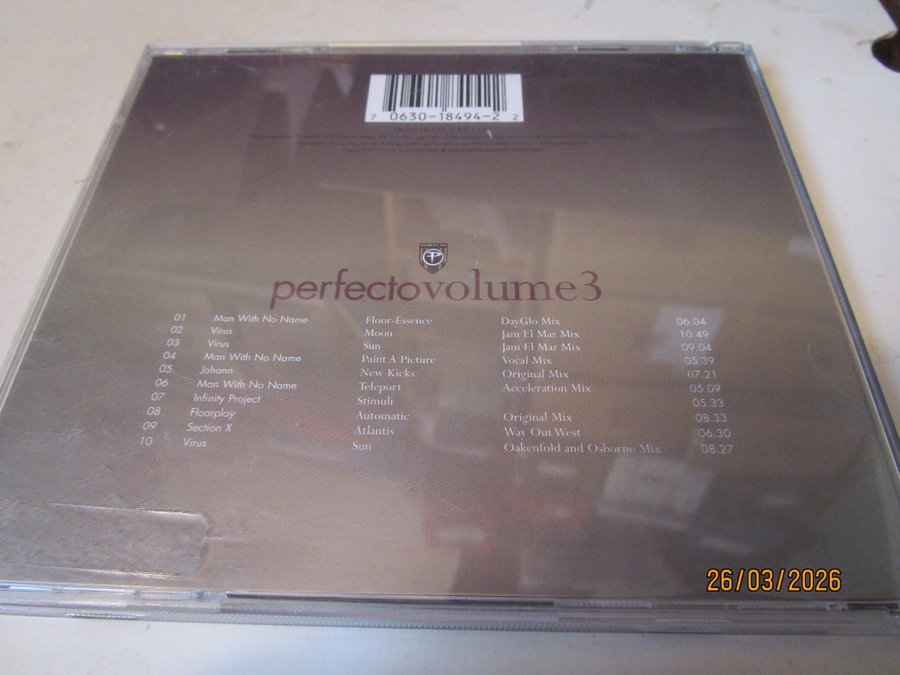 7 0630-18494-2 2
perfectovolume3
01 Man With No Name Floor-Essence DayGlo Mix 06.04
02 Virus Moon Jam El Mar Mix 10.49
03 Virus Sun Jam El Mar Mix 09.04
04 Man With No Name Paint A Picture Vocal Mix 05.39
05 Johann New Kicks Original Mix 07.21
06 Man With No Name Teleport Acceleration Mix 05.09
07 Infinity Project Stimuli 05.33
08 Floorplay Automatic Original Mix 08.33
09 Section X Atlantis Way Out West 06.30
10 Virus Sun Oakenfold and Osborne Mix 08.27
26/03/2026